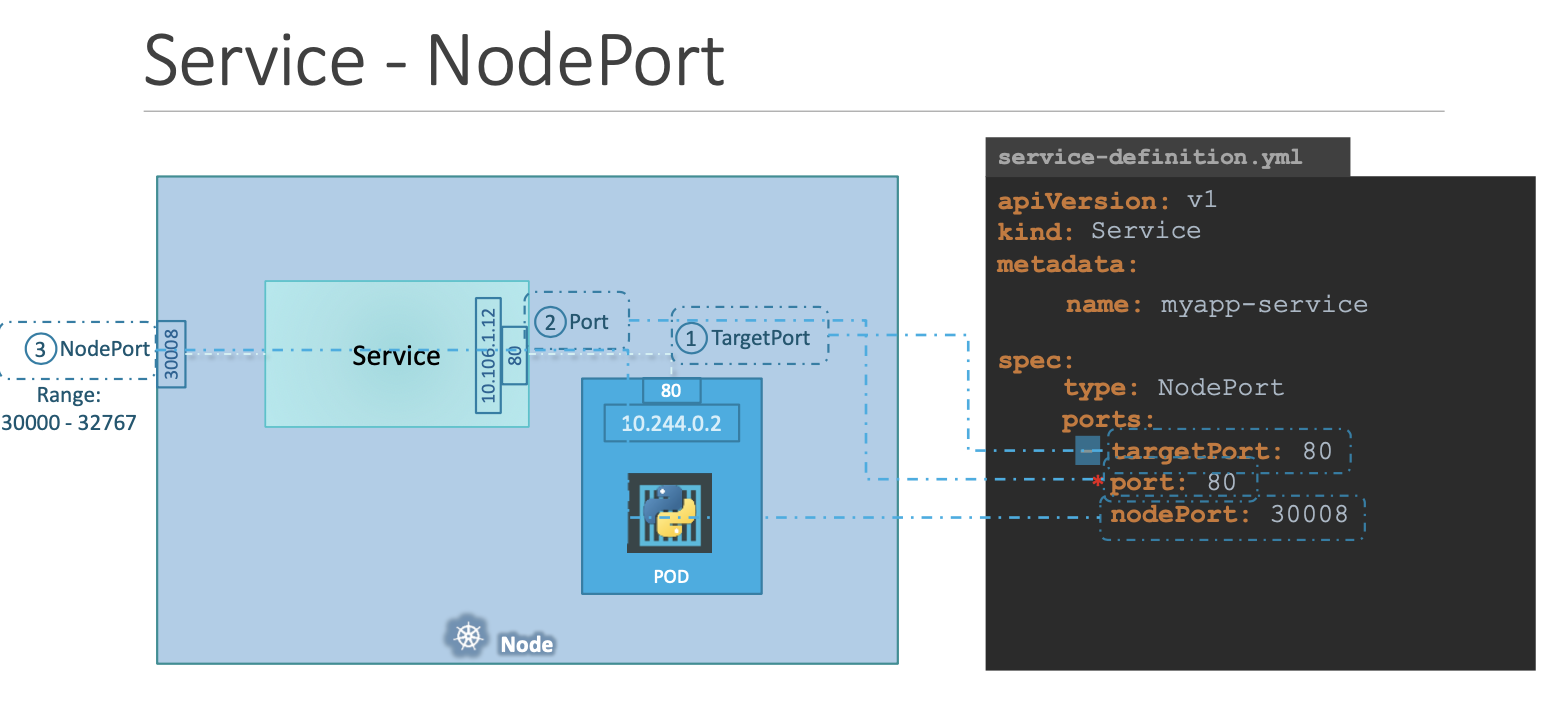 Service - NodePort
service-definition.yml
apiVersion: v1
kind: Service
metadata:
name: myapp-service
spec:
type: NodePort
ports:
- targetPort: 80
* port: 80
nodePort: 30008
3 NodePort
Range:
30000 - 32767
30008
Service
10.106.1.12
80
2 Port
1 TargetPort
80
10.244.0.2
POD
Node